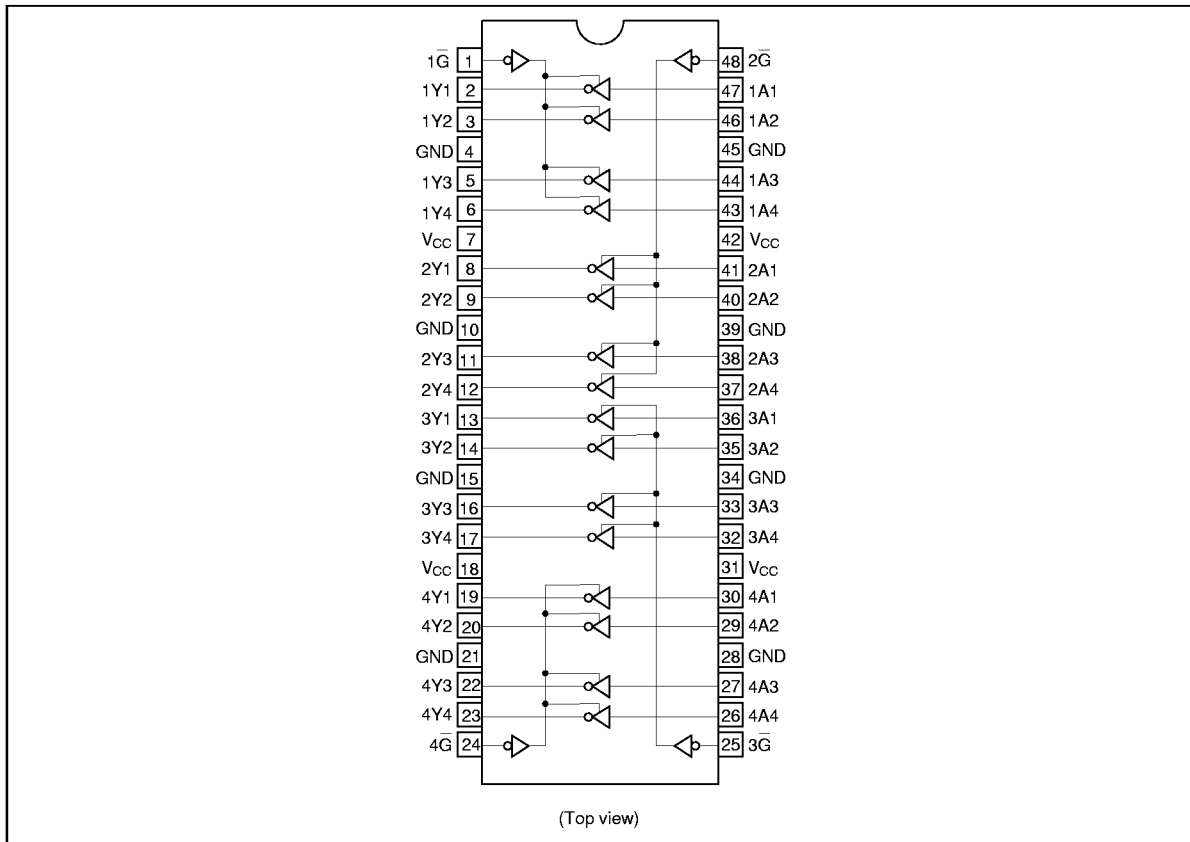 1G̅ 1 48 2G̅
1Y1 2 47 1A1
1Y2 3 46 1A2
GND 4 45 GND
1Y3 5 44 1A3
1Y4 6 43 1A4
VCC 7 42 VCC
2Y1 8 41 2A1
2Y2 9 40 2A2
GND 10 39 GND
2Y3 11 38 2A3
2Y4 12 37 2A4
3Y1 13 36 3A1
3Y2 14 35 3A2
GND 15 34 GND
3Y3 16 33 3A3
3Y4 17 32 3A4
VCC 18 31 VCC
4Y1 19 30 4A1
4Y2 20 29 4A2
GND 21 28 GND
4Y3 22 27 4A3
4Y4 23 26 4A4
4G̅ 24 25 3G̅
(Top view)